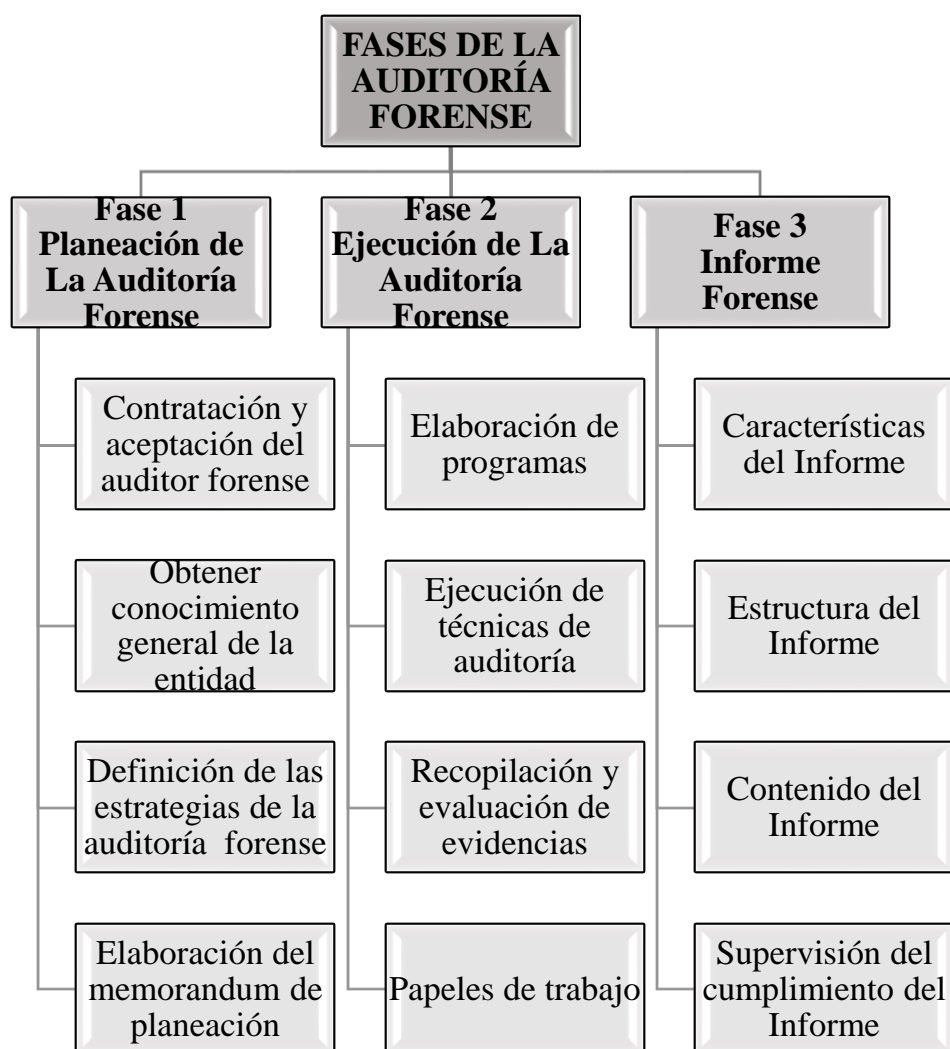 FASES DE LA
AUDITORÍA
FORENSE
Fase 1
Planeación de
La Auditoría
Forense
Contratación y
aceptación del
auditor forense
Obtener
conocimiento
general de la
entidad
Definición de las
estrategias de la
auditoría forense
Elaboración del
memorandum de
planeación
Fase 2
Ejecución de La
Auditoría
Forense
Elaboración de
programas
Ejecución de
técnicas de
auditoría
Recopilación y
evaluación de
evidencias
Papeles de trabajo
Fase 3
Informe
Forense
Características
del Informe
Estructura del
Informe
Contenido del
Informe
Supervisión del
cumplimiento del
Informe